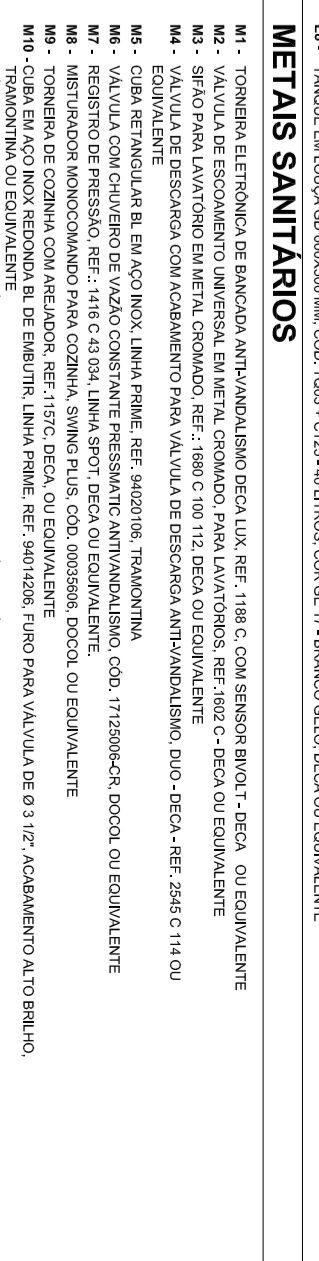 METAIS SANITÁRIOS
M1 - TORNEIRA ELETRÔNICA DE BANCADA ANTI-VANDALISMO DECA LUX, REF. 1188 C, COM SENSOR BIVOLT - DECA OU EQUIVALENTE
M2 - VÁLVULA DE ESCOAMENTO UNIVERSAL EM METAL CROMADO, PARA LAVATÓRIOS, REF.1602 C - DECA OU EQUIVALENTE
M3 - SIFÃO PARA LAVATÓRIO EM METAL CROMADO, REF.: 1680 C 100 112, DECA OU EQUIVALENTE
M4 - VÁLVULA DE DESCARGA COM ACABAMENTO PARA VÁLVULA DE DESCARGA ANTI-VANDALISMO, DUO - DECA - REF. 2545 C 114 OU
EQUIVALENTE
M5 - CUBA RETANGULAR BL EM AÇO INOX, LINHA PRIME, REF. 94020106, TRAMONTINA
M6 - VÁLVULA COM CHUVEIRO DE VAZÃO CONSTANTE PRESSMATIC ANTIVANDALISMO, CÓD. 17125006-CR, DOCOL OU EQUIVALENTE
M7 - REGISTRO DE PRESSÃO, REF.: 1416 C 43 034, LINHA SPOT, DECA OU EQUIVALENTE.
M8 - MISTURADOR MONOCOMANDO PARA COZINHA, SWING PLUS, CÓD. 00035606, DOCOL OU EQUIVALENTE
M9 - TORNEIRA DE COZINHA COM AREJADOR, REF.1157C, DECA, OU EQUIVALENTE
M10 - CUBA EM AÇO INOX REDONDA BL DE EMBUTIR, LINHA PRIME, REF. 94014206, FURO PARA VÁLVULA DE Ø 3 1/2", ACABAMENTO ALTO BRILHO,
TRAMONTINA OU EQUIVALENTE